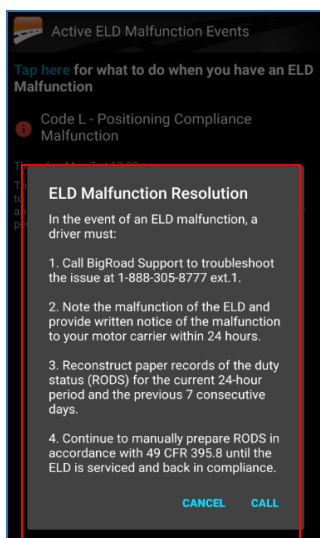 Active ELD Malfunction Events
Tap here for what to do when you have an ELD
Malfunction
Code L - Positioning Compliance
Malfunction
ELD Malfunction Resolution
In the event of an ELD malfunction, a
driver must:
1. Call BigRoad Support to troubleshoot
the issue at 1-888-305-8777 ext.1.
2. Note the malfunction of the ELD and
provide written notice of the malfunction
to your motor carrier within 24 hours.
3. Reconstruct paper records of the duty
status (RODS) for the current 24-hour
period and the previous 7 consecutive
days.
4. Continue to manually prepare RODS in
accordance with 49 CFR 395.8 until the
ELD is serviced and back in compliance.
CANCEL CALL